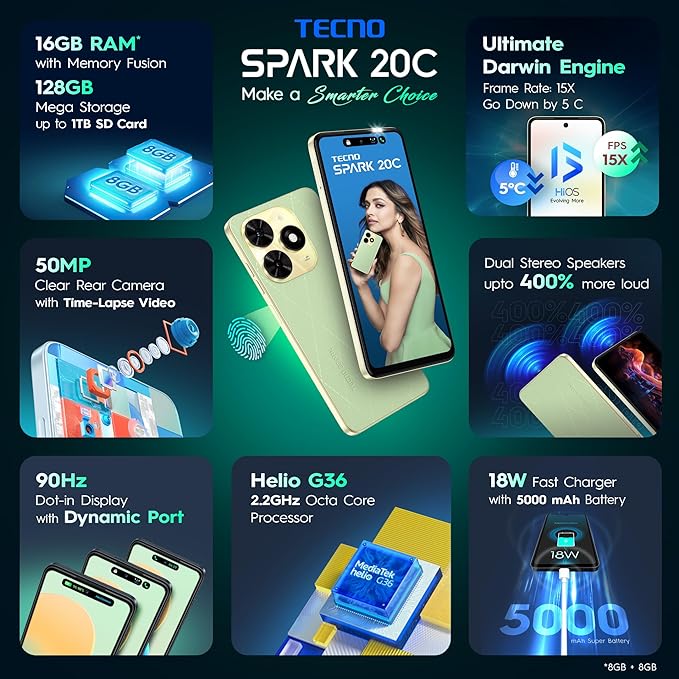 TECNO
SPARK 20C
Make a Smarter Choice
16GB RAM*
with Memory Fusion
128GB
Mega Storage
up to 1TB SD Card
8GB
8GB
Ultimate
Darwin Engine
Frame Rate: 15X
Go Down by 5 C
5°C
HiOS
Evolving More
FPS
15X
TECNO
SPARK 20C
50MP
Clear Rear Camera
with Time-Lapse Video
Dual Stereo Speakers
upto 400% more loud
400%
400%
400
400
90Hz
Dot-in Display
with Dynamic Port
Helio G36
2.2GHz Octa Core
Processor
MediaTek
helio G36
18W Fast Charger
with 5000 mAh Battery
18W
5000
mAh Super Battery
*8GB + 8GB